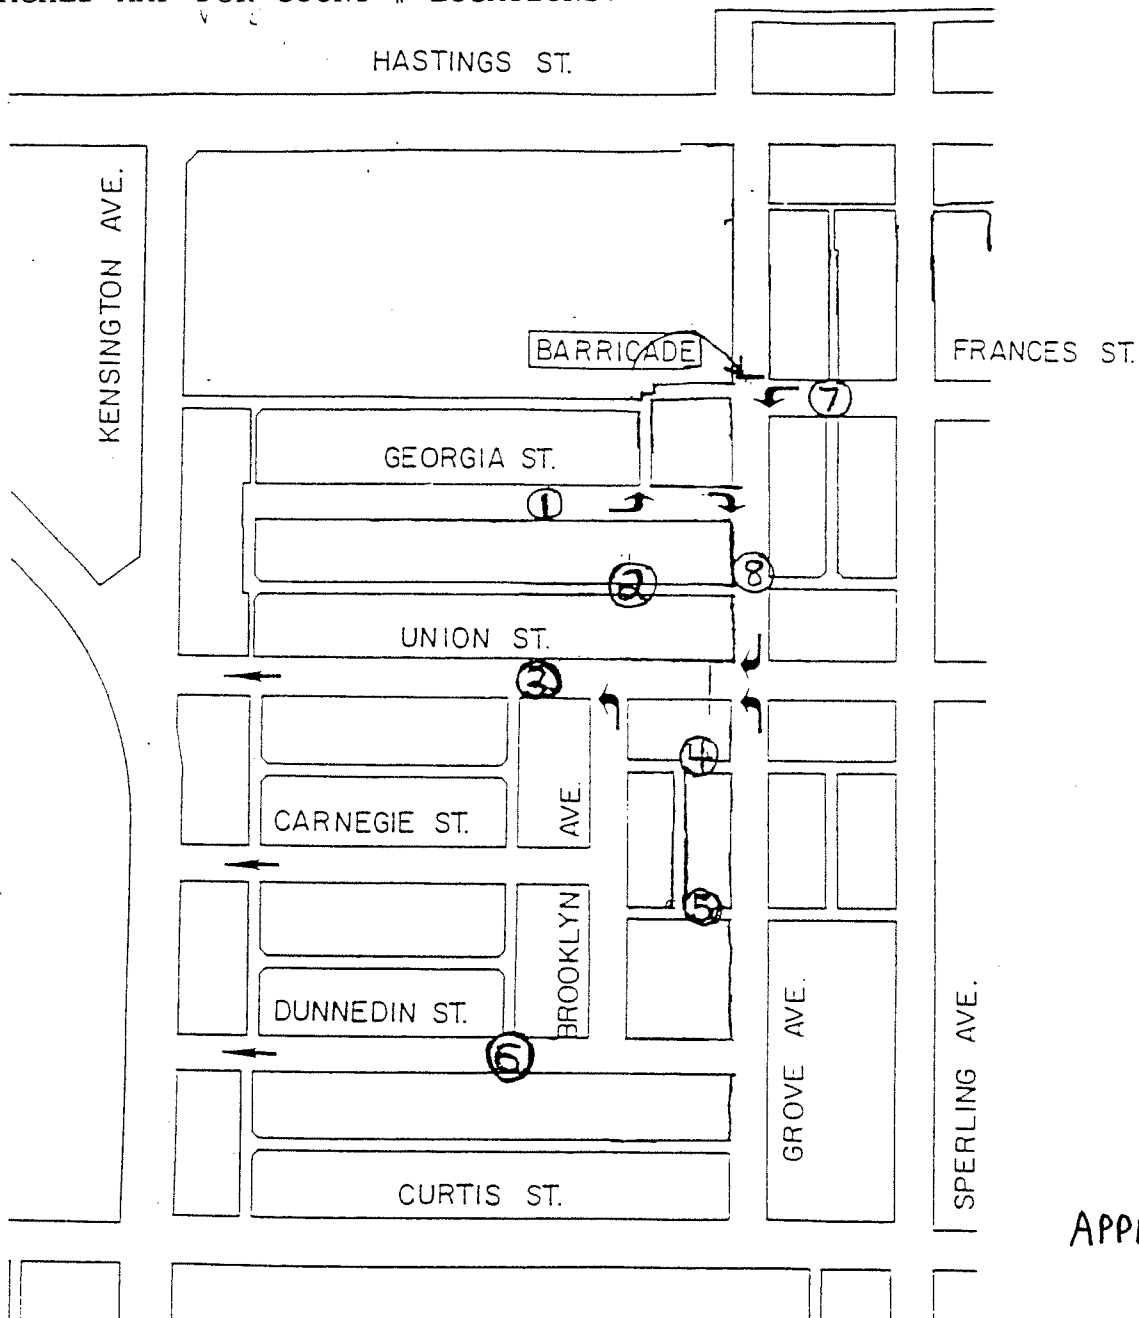 HASTINGS ST.
KENSINGTON AVE.
BARRICADE
FRANCES ST.
7
GEORGIA ST.
1
8
2
UNION ST.
3
4
CARNEGIE ST.
BROOKLYN AVE.
5
DUNNEDIN ST.
6
GROVE AVE.
SPERLING AVE.
CURTIS ST.